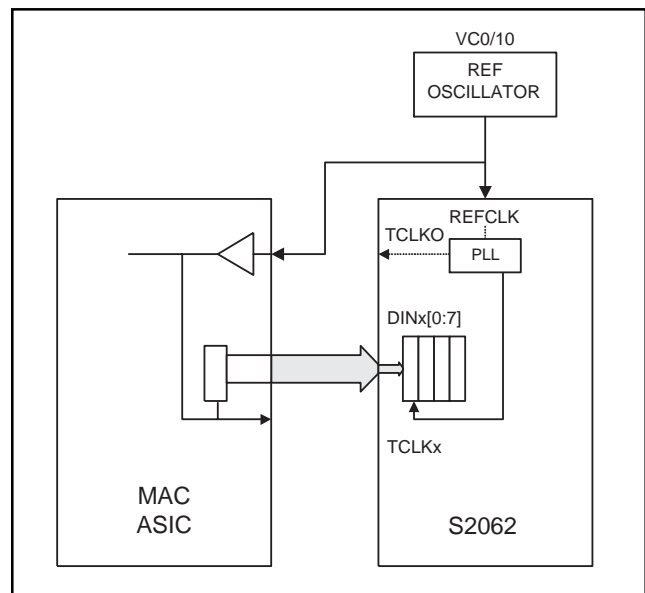 VC0/10
REF
OSCILLATOR
REFCLK
TCLKO
PLL
DINx[0:7]
TCLKx
MAC
ASIC
S2062